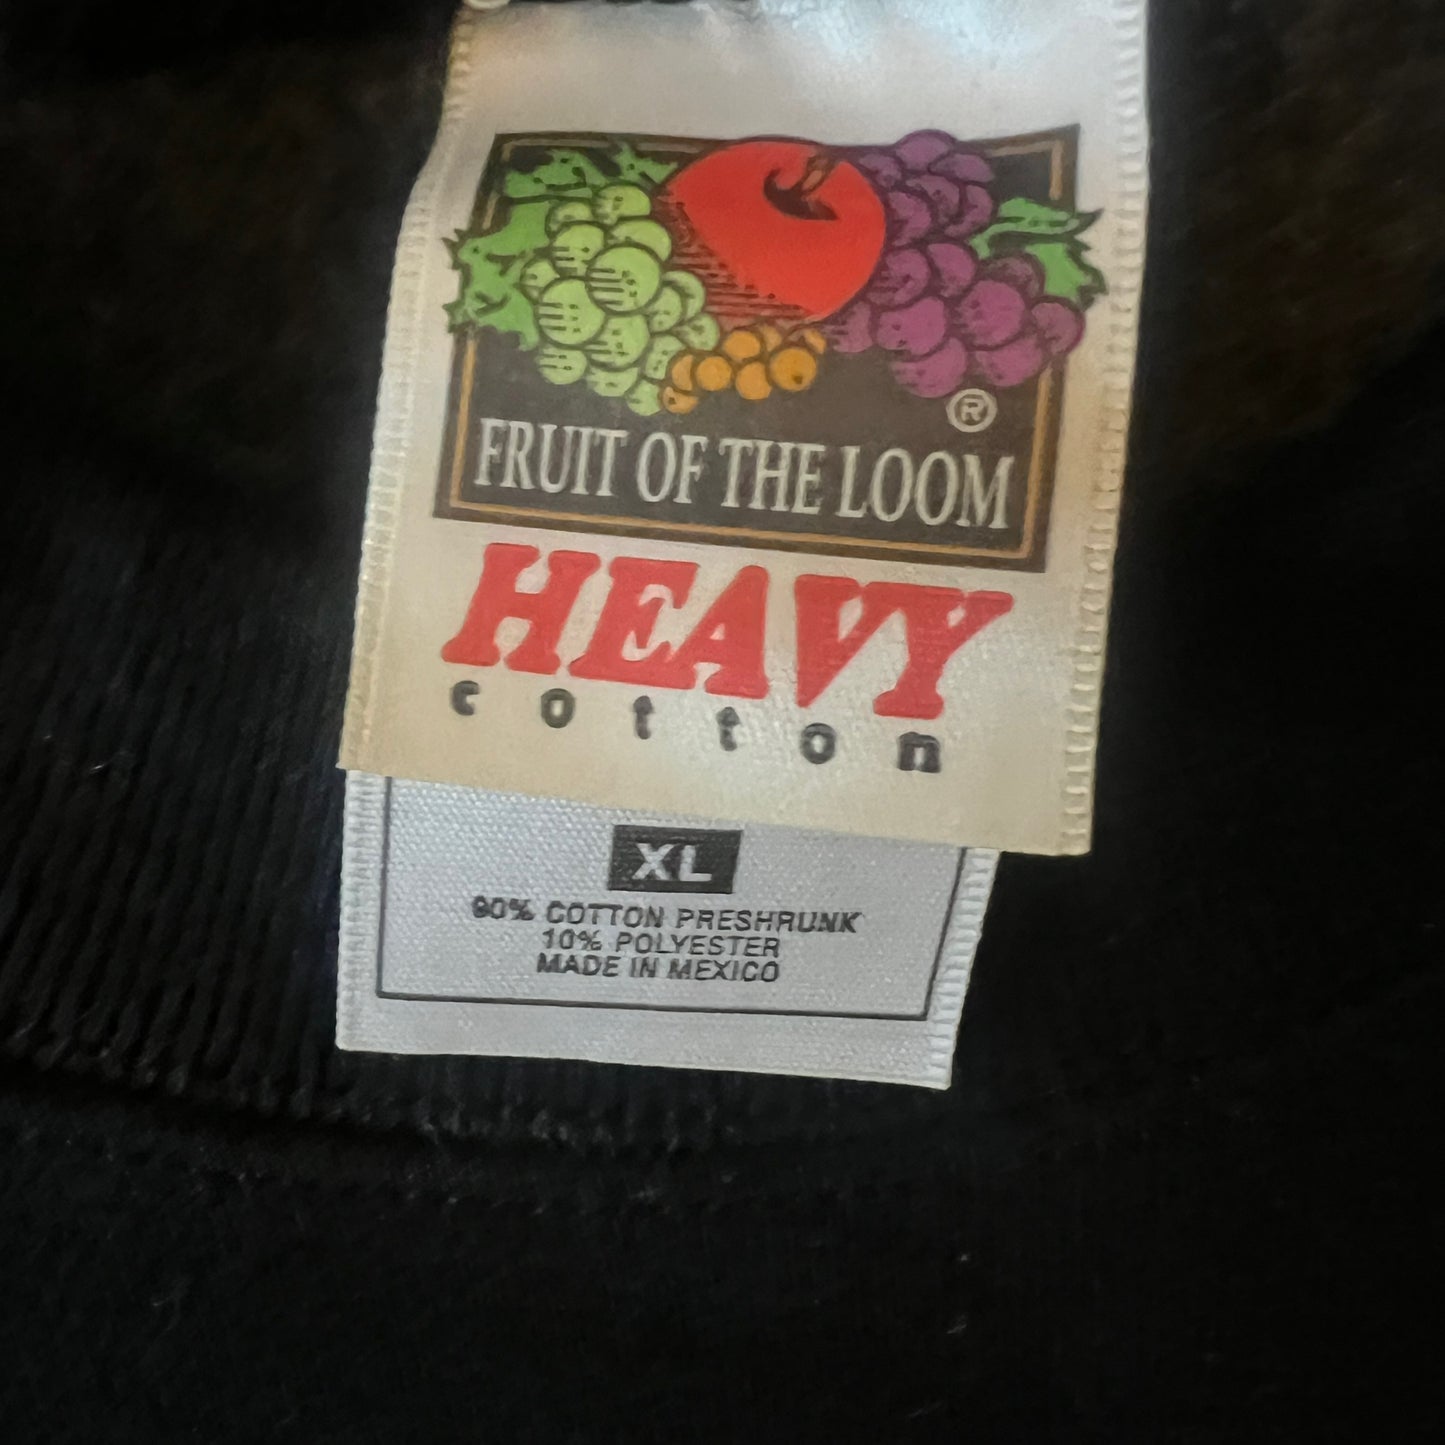 ®
FRUIT OF THE LOOM
HEAVY
cotton
XL
90% COTTON PRESHRUNK
10% POLYESTER
MADE IN MEXICO